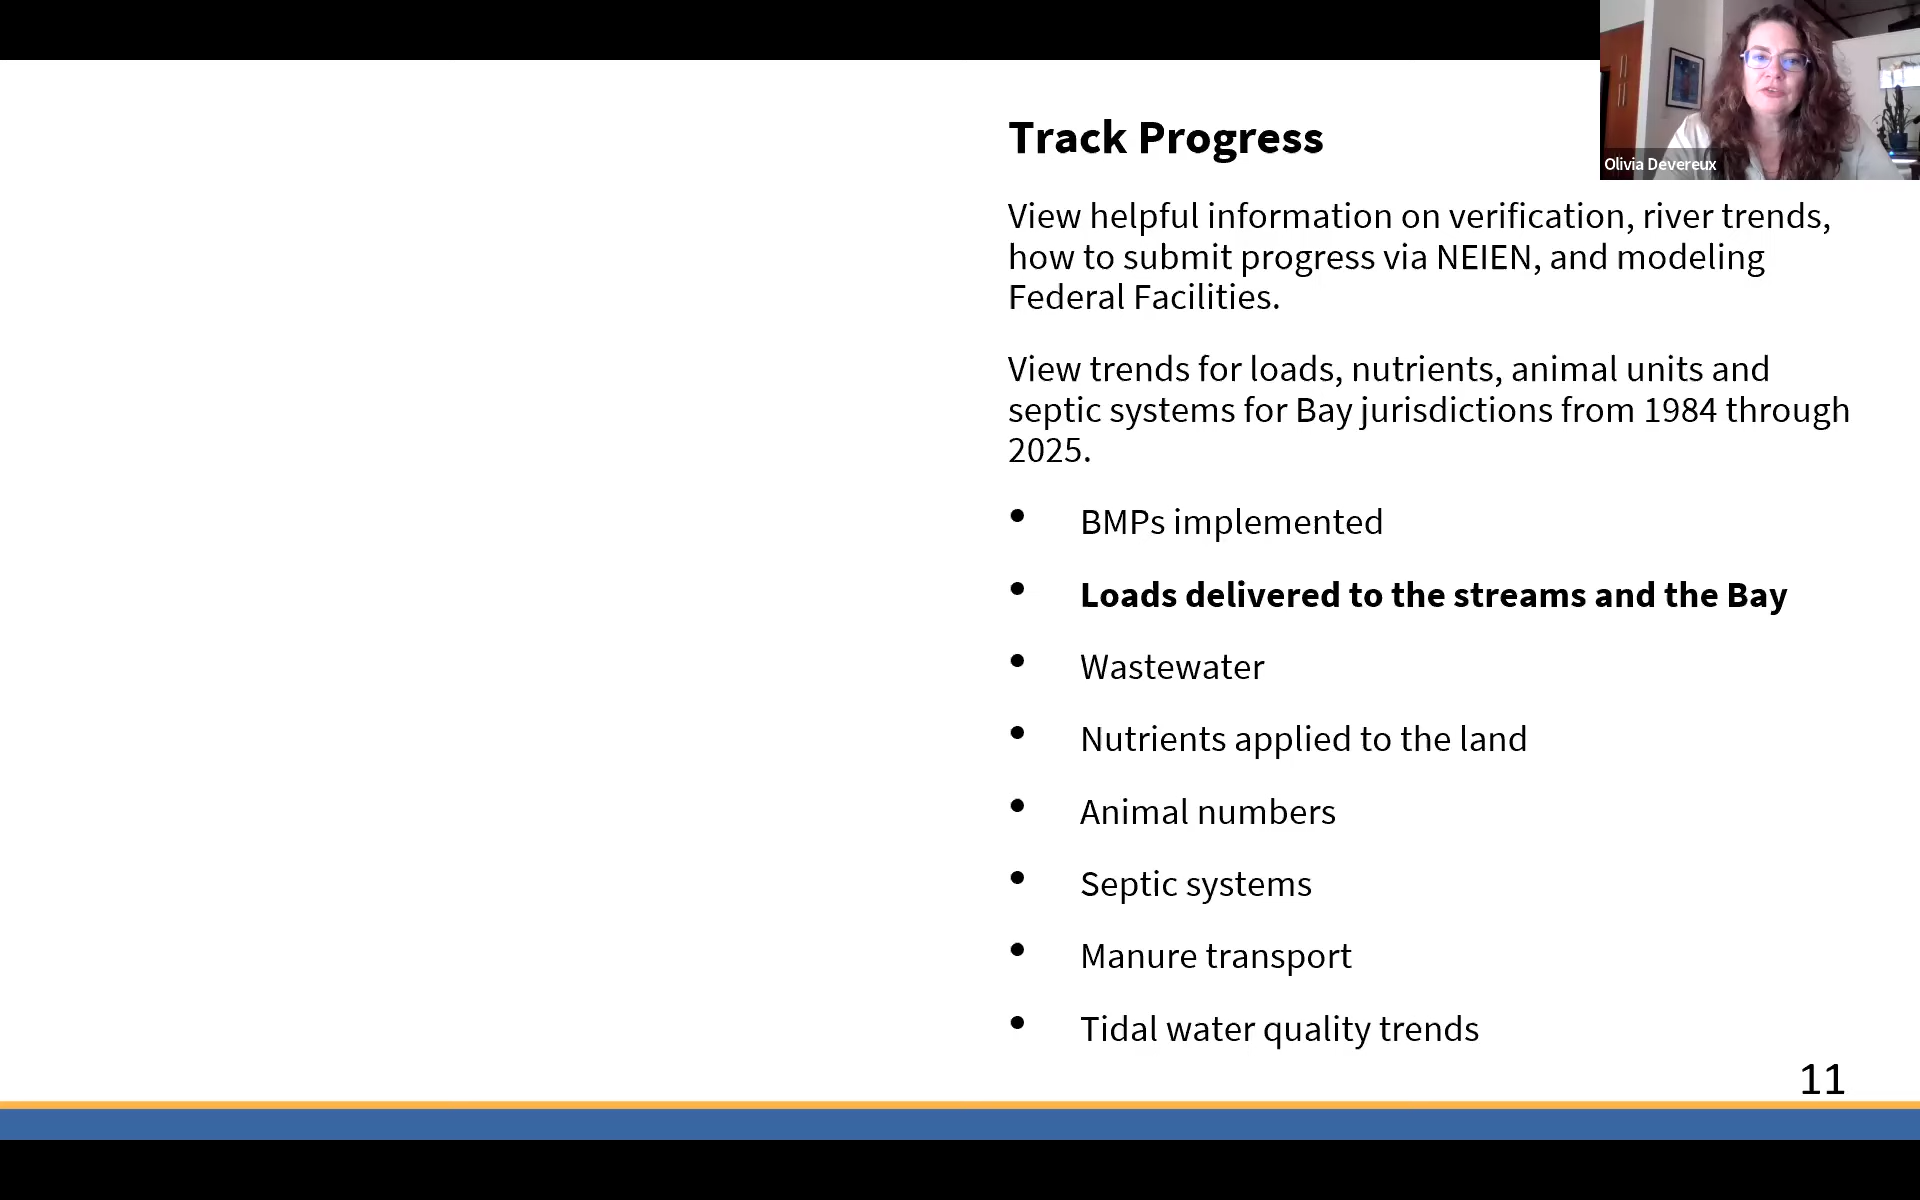 Track Progress
Olivia Devereux
View helpful information on verification, river trends,
how to submit progress via NEIEN, and modeling
Federal Facilities.
View trends for loads, nutrients, animal units and
septic systems for Bay jurisdictions from 1984 through
2025.
• BMPs implemented
• Loads delivered to the streams and the Bay
• Wastewater
• Nutrients applied to the land
• Animal numbers
• Septic systems
• Manure transport
• Tidal water quality trends
11